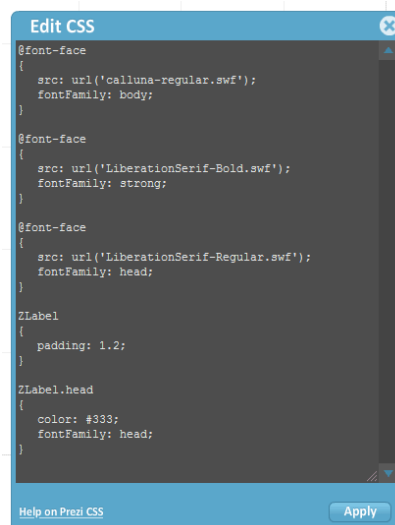 Edit CSS
@font-face
{
src: url('calluna-regular.swf');
fontFamily: body;
}
@font-face
{
src: url('LiberationSerif-Bold.swf');
fontFamily: strong;
}
@font-face
{
src: url('LiberationSerif-Regular.swf');
fontFamily: head;
}
ZLabel
{
padding: 1.2;
}
ZLabel.head
{
color: #333;
fontFamily: head;
}
Help on Prezi CSS
Apply